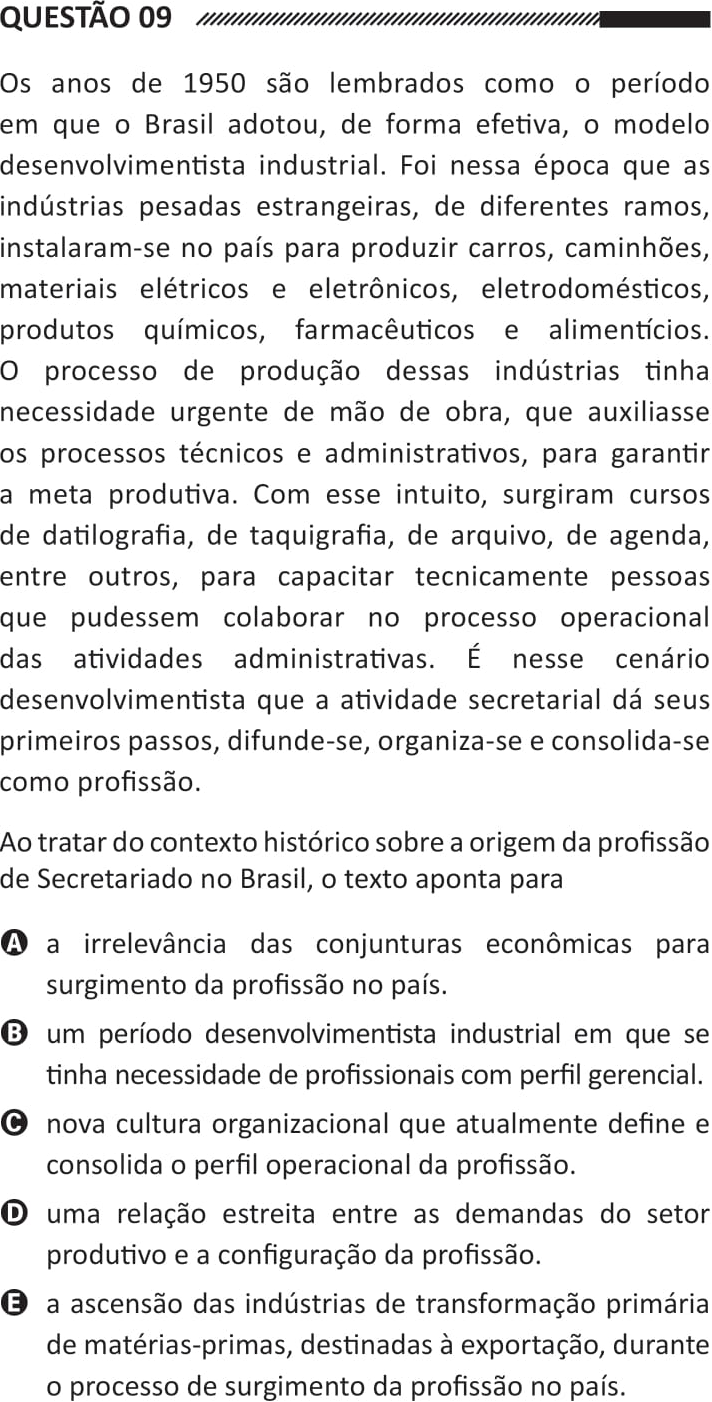 QUESTÃO 09
Os anos de 1950 são lembrados como o período
em que o Brasil adotou, de forma efetiva, o modelo
desenvolvimentista industrial. Foi nessa época que as
indústrias pesadas estrangeiras, de diferentes ramos,
instalaram-se no país para produzir carros, caminhões,
materiais elétricos e eletrônicos, eletrodomésticos,
produtos químicos, farmacêuticos e alimentícios.
O processo de produção dessas indústrias tinha
necessidade urgente de mão de obra, que auxiliasse
os processos técnicos e administrativos, para garantir
a meta produtiva. Com esse intuito, surgiram cursos
de datilografia, de taquigrafia, de arquivo, de agenda,
entre outros, para capacitar tecnicamente pessoas
que pudessem colaborar no processo operacional
das atividades administrativas. É nesse cenário
desenvolvimentista que a atividade secretarial dá seus
primeiros passos, difunde-se, organiza-se e consolida-se
como profissão.
Ao tratar do contexto histórico sobre a origem da profissão
de Secretariado no Brasil, o texto aponta para
A a irrelevância das conjunturas econômicas para
surgimento da profissão no país.
B um período desenvolvimentista industrial em que se
tinha necessidade de profissionais com perfil gerencial.
C nova cultura organizacional que atualmente define e
consolida o perfil operacional da profissão.
D uma relação estreita entre as demandas do setor
produtivo e a configuração da profissão.
E a ascensão das indústrias de transformação primária
de matérias-primas, destinadas à exportação, durante
o processo de surgimento da profissão no país.